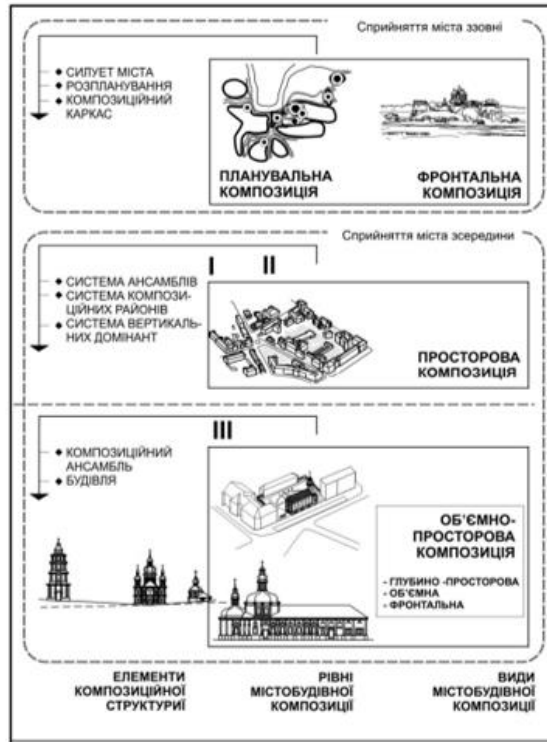 Сприйняття міста ззовні
◆ СИЛУЕТ МІСТА
◆ РОЗПЛАНУВАННЯ
◆ КОМПОЗИЦІЙНИЙ
КАРКАС
ПЛАНУВАЛЬНА
КОМПОЗИЦІЯ
ФРОНТАЛЬНА
КОМПОЗИЦІЯ
Сприйняття міста зсередини
I II
◆ СИСТЕМА АНСАМБЛІВ
◆ СИСТЕМА КОМПОЗИ-
ЦІЙНИХ РАЙОНІВ
◆ СИСТЕМА ВЕРТИКАЛЬ-
НИХ ДОМІНАНТ
ПРОСТОРОВА
КОМПОЗИЦІЯ
III
◆ КОМПОЗИЦІЙНИЙ
АНСАМБЛЬ
◆ БУДІВЛЯ
ОБ'ЄМНО-
ПРОСТОРОВА
КОМПОЗИЦІЯ
- ГЛУБИНО -ПРОСТОРОВА
- ОБ'ЄМНА
- ФРОНТАЛЬНА
ЕЛЕМЕНТИ
КОМПОЗИЦІЙНОЇ
СТРУКТУРИЇ
РІВНІ
МІСТОБУДІВНОЇ
КОМПОЗИЦІЇ
ВИДИ
МІСТОБУДІВНОЇ
КОМПОЗИЦІЇ